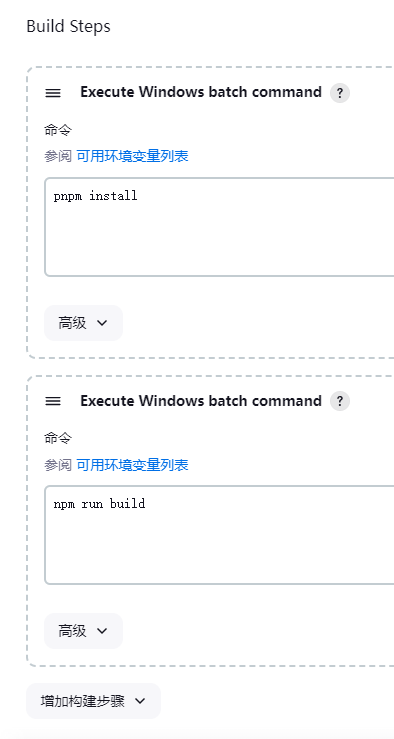 Build Steps
Execute Windows batch command ?
命令
参阅 可用环境变量列表
pnpm install
高级
Execute Windows batch command ?
命令
参阅 可用环境变量列表
npm run build
高级
增加构建步骤